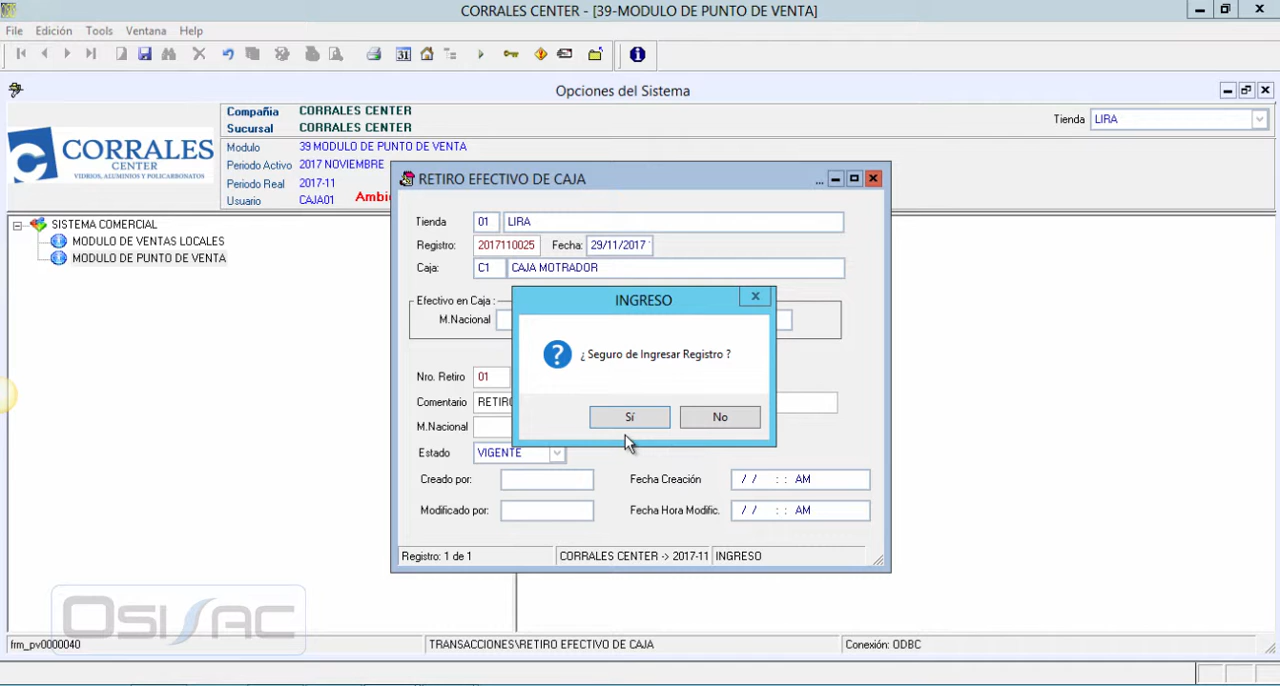 CORRALES CENTER - [39-MODULO DE PUNTO DE VENTA]
File Edición Tools Ventana Help
31
Opciones del Sistema
CORRALES
CENTER
VIDRIOS, ALUMINIOS Y POLICARBONATOS
Compañia CORRALES CENTER
Sucursal CORRALES CENTER
Modulo 39 MODULO DE PUNTO DE VENTA
Periodo Activo 2017 NOVIEMBRE
Periodo Real 2017-11
Usuario CAJA01 Ambi
Tienda LIRA
SISTEMA COMERCIAL
MODULO DE VENTAS LOCALES
MODULO DE PUNTO DE VENTA
RETIRO EFECTIVO DE CAJA ...
Tienda 01 LIRA
Registro: 2017110025 Fecha: 29/11/2017
Caja: C1 CAJA MOTRADOR
Efectivo en Caja :
M.Nacional
INGRESO
¿ Seguro de Ingresar Registro ?
Sí No
Nro. Retiro 01
Comentario RETIRO
M.Nacional
Estado VIGENTE
Creado por: Fecha Creación / / : : AM
Modificado por: Fecha Hora Modific. / / : : AM
Registro: 1 de 1 CORRALES CENTER -> 2017-11 INGRESO
OSISAC
frm_pv0000040 TRANSACCIONES\RETIRO EFECTIVO DE CAJA Conexión: ODBC